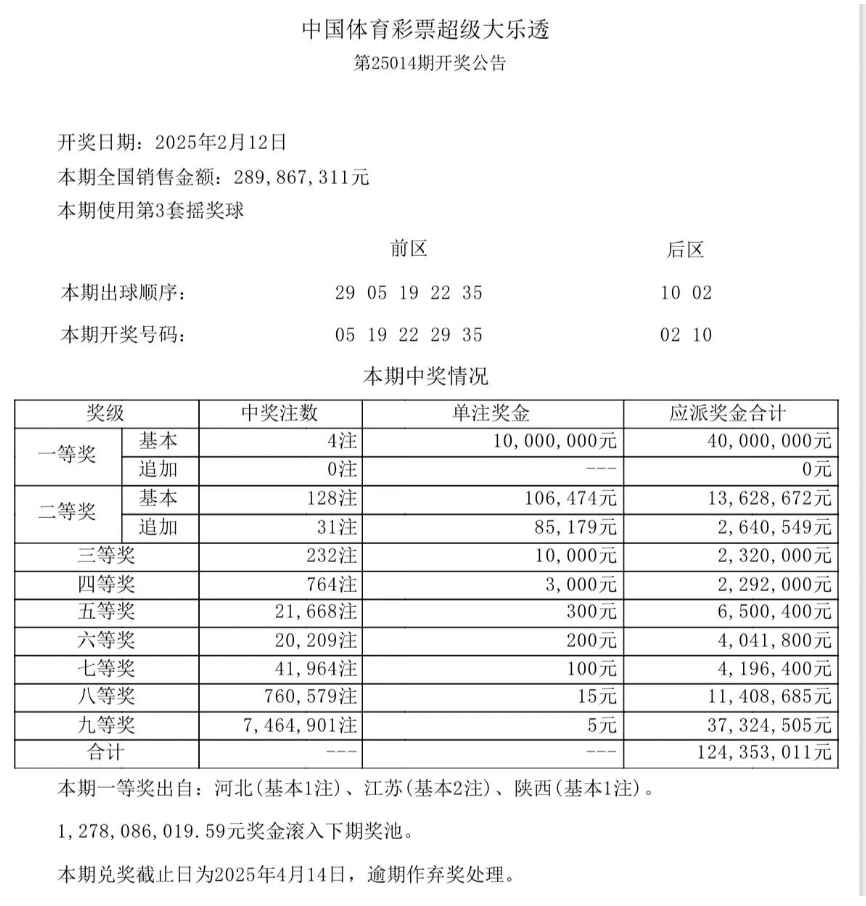 中国体育彩票超级大乐透
第25014期开奖公告
开奖日期：2025年2月12日
本期全国销售金额：289,867,311元
本期使用第3套摇奖球
前区 后区
本期出球顺序： 29 05 19 22 35 10 02
本期开奖号码： 05 19 22 29 35 02 10
本期中奖情况
奖级 中奖注数 单注奖金 应派奖金合计
一等奖 基本 4注 10,000,000元 40,000,000元
追加 0注 --- 0元
二等奖 基本 128注 106,474元 13,628,672元
追加 31注 85,179元 2,640,549元
三等奖 232注 10,000元 2,320,000元
四等奖 764注 3,000元 2,292,000元
五等奖 21,668注 300元 6,500,400元
六等奖 20,209注 200元 4,041,800元
七等奖 41,964注 100元 4,196,400元
八等奖 760,579注 15元 11,408,685元
九等奖 7,464,901注 5元 37,324,505元
合计 --- --- 124,353,011元
本期一等奖出自：河北(基本1注)、江苏(基本2注)、陕西(基本1注)。
1,278,086,019.59元奖金滚入下期奖池。
本期兑奖截止日为2025年4月14日，逾期作弃奖处理。